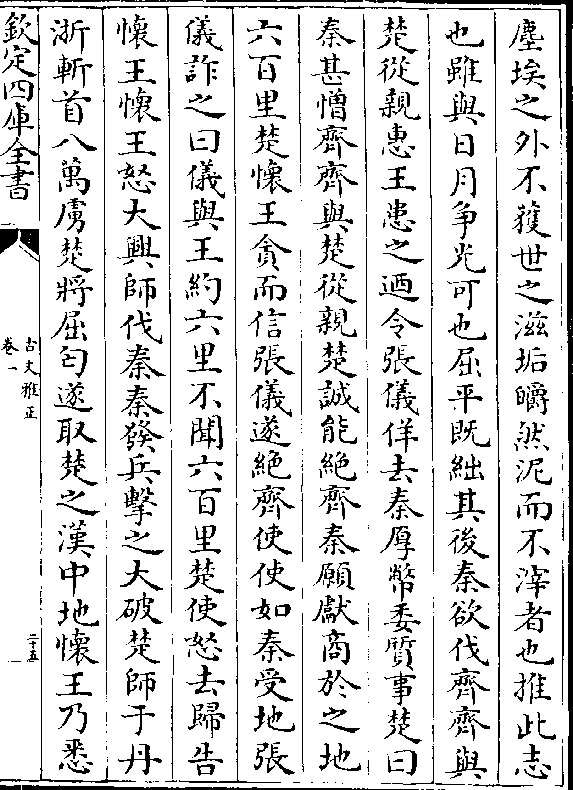 塵埃之外不獲世之滋垢皭然泥而不滓者也推此志
也雖與日月争光可也屈平既絀其後秦欲伐齊齊與
楚從親惠王患之廼令張儀佯去秦厚幣委質事楚曰
秦甚憎齊齊與楚從親楚誠能絶齊秦願獻商於之地
六百里楚懐王貪而信張儀遂絶齊使使如秦受地張
儀詐之曰儀與王約六里不聞六百里楚使怒去歸告
懐王懐王怒大興師伐秦秦發兵擊之大破楚師于丹
浙斬首八萬虜楚將屈匄遂取楚之漢中地懐王乃悉
欽定四庫全書
古文雅正
卷一
二十五